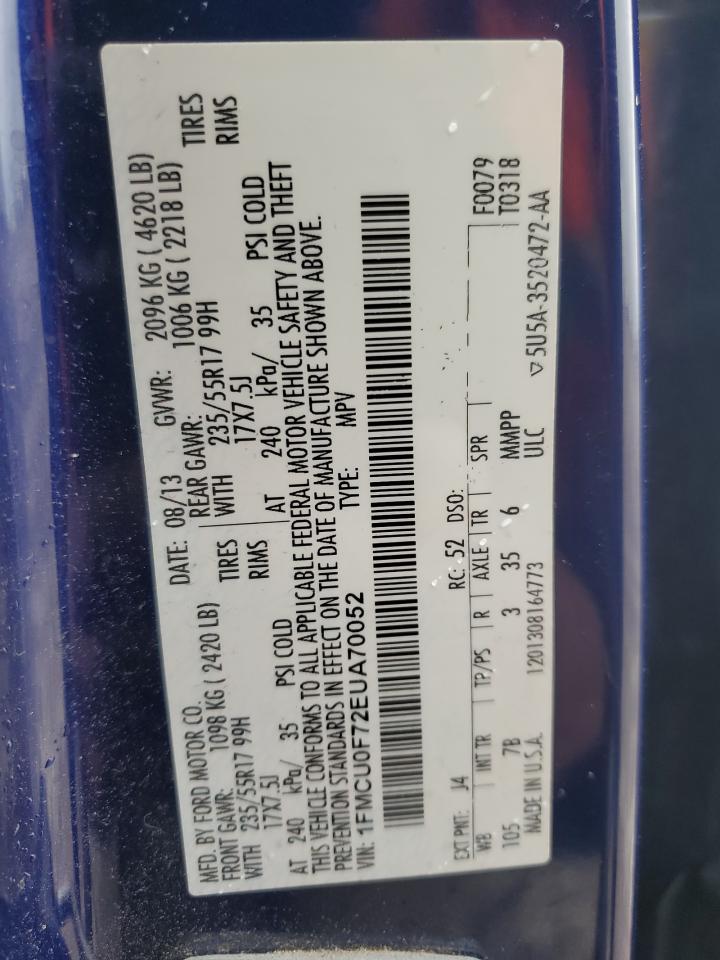 MFD. BY FORD MOTOR CO. DATE: 08/13 GVWR: 2096 KG ( 4620 LB)
FRONT GAWR: 1098 KG ( 2420 LB) REAR GAWR: 1006 KG ( 2218 LB)
WITH 235/55R17 99H TIRES WITH 235/55R17 99H TIRES
17X7.5J RIMS 17X7.5J RIMS
AT 240 kPa/ 35 PSI COLD AT 240 kPa/ 35 PSI COLD
THIS VEHICLE CONFORMS TO ALL APPLICABLE FEDERAL MOTOR VEHICLE SAFETY AND THEFT
PREVENTION STANDARDS IN EFFECT ON THE DATE OF MANUFACTURE SHOWN ABOVE.
VIN: 1FMCU0F72EUA70052 TYPE: MPV
EXT PNT: J4 RC: 52 DSO:
WB INT TR TP/PS R AXLE TR SPR F0079
105 7B 3 35 6 MMPP T0318
MADE IN U.S.A. 1201308164773 ULC ▽5U5A-3520472-AA